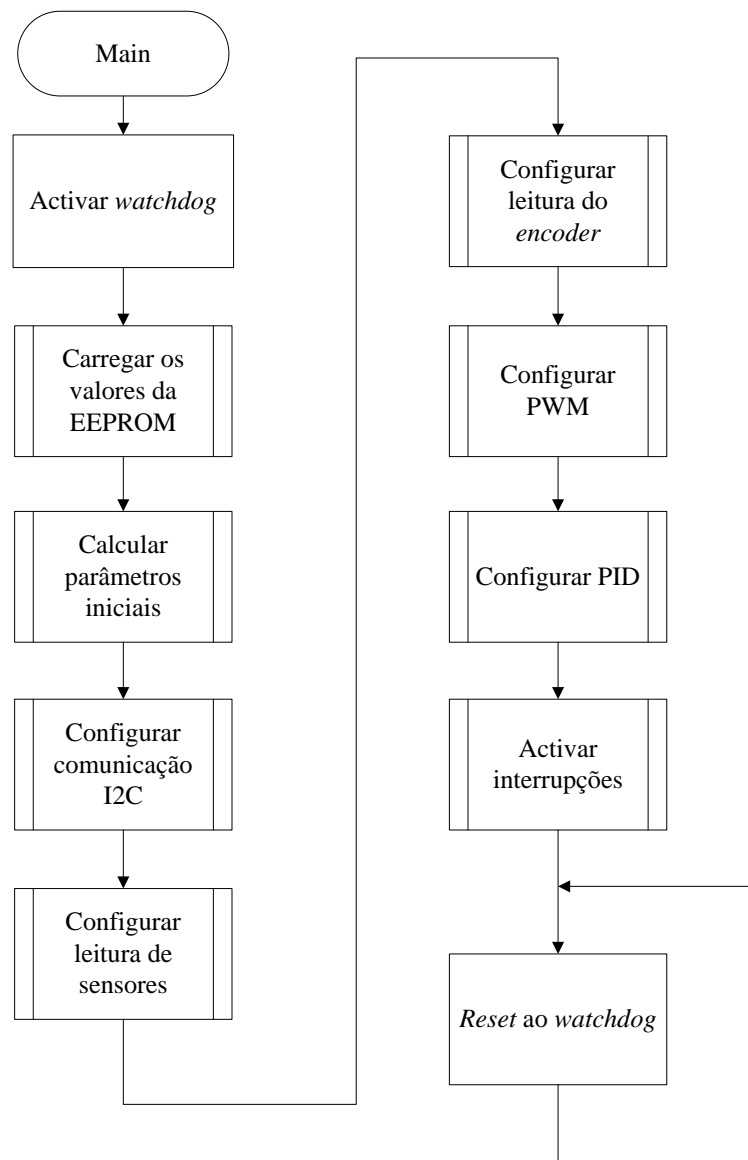 Main
Activar watchdog
Carregar os
valores da
EEPROM
Calcular
parâmetros
iniciais
Configurar
comunicação
I2C
Configurar
leitura de
sensores
Configurar
leitura do
encoder
Configurar
PWM
Configurar PID
Activar
interrupções
Reset ao watchdog